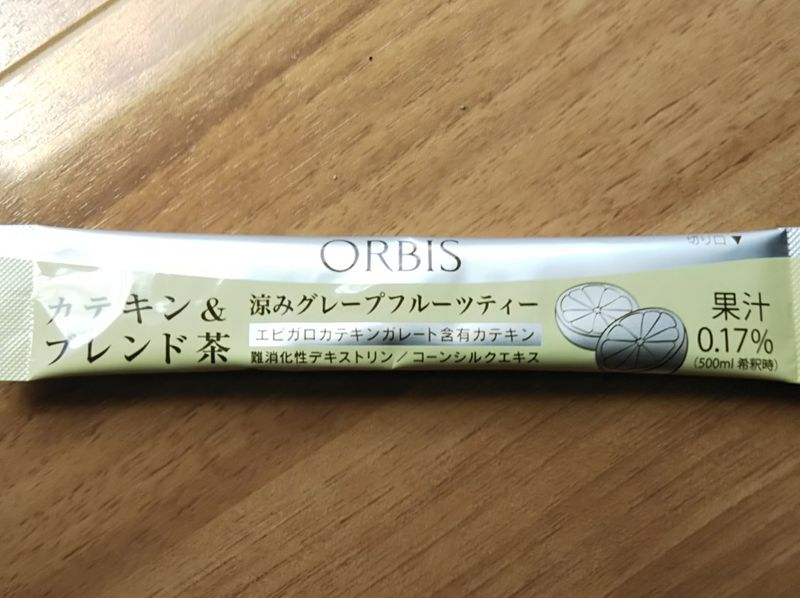 ORBIS
切り口▼
カテキン&
ブレンド茶
涼みグレープフルーツティー
エピガロカテキンガレート含有カテキン
難消化性デキストリン/コーンシルクエキス
果汁
0.17%
(500ml 希釈時)